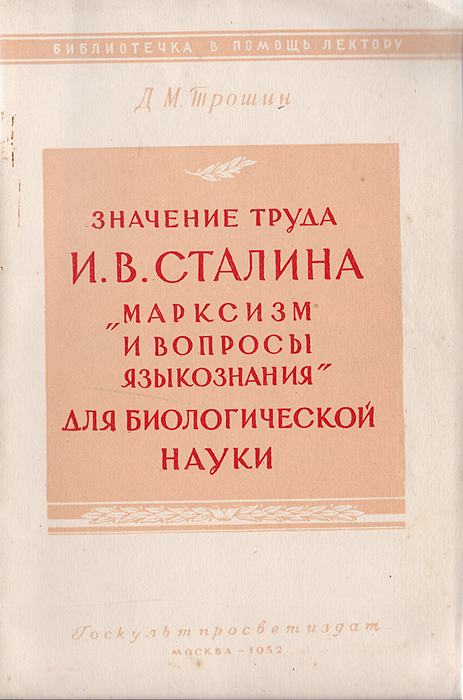 БИБЛИОТЕЧКА В ПОМОЩЬ ЛЕКТОРУ
Д. М. Трошин
ЗНАЧЕНИЕ ТРУДА
И. В. СТАЛИНА
„МАРКСИЗМ
И ВОПРОСЫ
ЯЗЫКОЗНАНИЯ“
ДЛЯ БИОЛОГИЧЕСКОЙ
НАУКИ
Госкультпросветиздат
МОСКВА – 1952